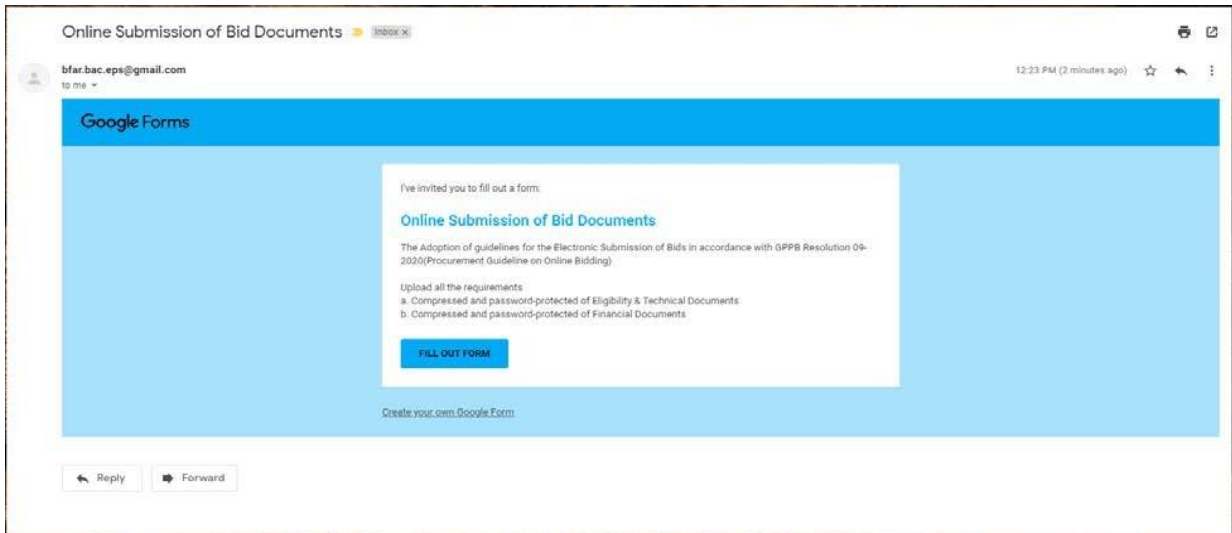 Online Submission of Bid Documents Inbox x
bfar.bac.eps@gmail.com
12:23 PM (2 minutes ago)
to me
Google Forms
I've invited you to fill out a form:
Online Submission of Bid Documents
The Adoption of guidelines for the Electronic Submission of Bids in accordance with GPPB Resolution 09-
2020(Procurement Guideline on Online Bidding)
Upload all the requirements
a. Compressed and password-protected of Eligibility & Technical Documents
b. Compressed and password-protected of Financial Documents
FILL OUT FORM
Create your own Google Form
Reply
Forward